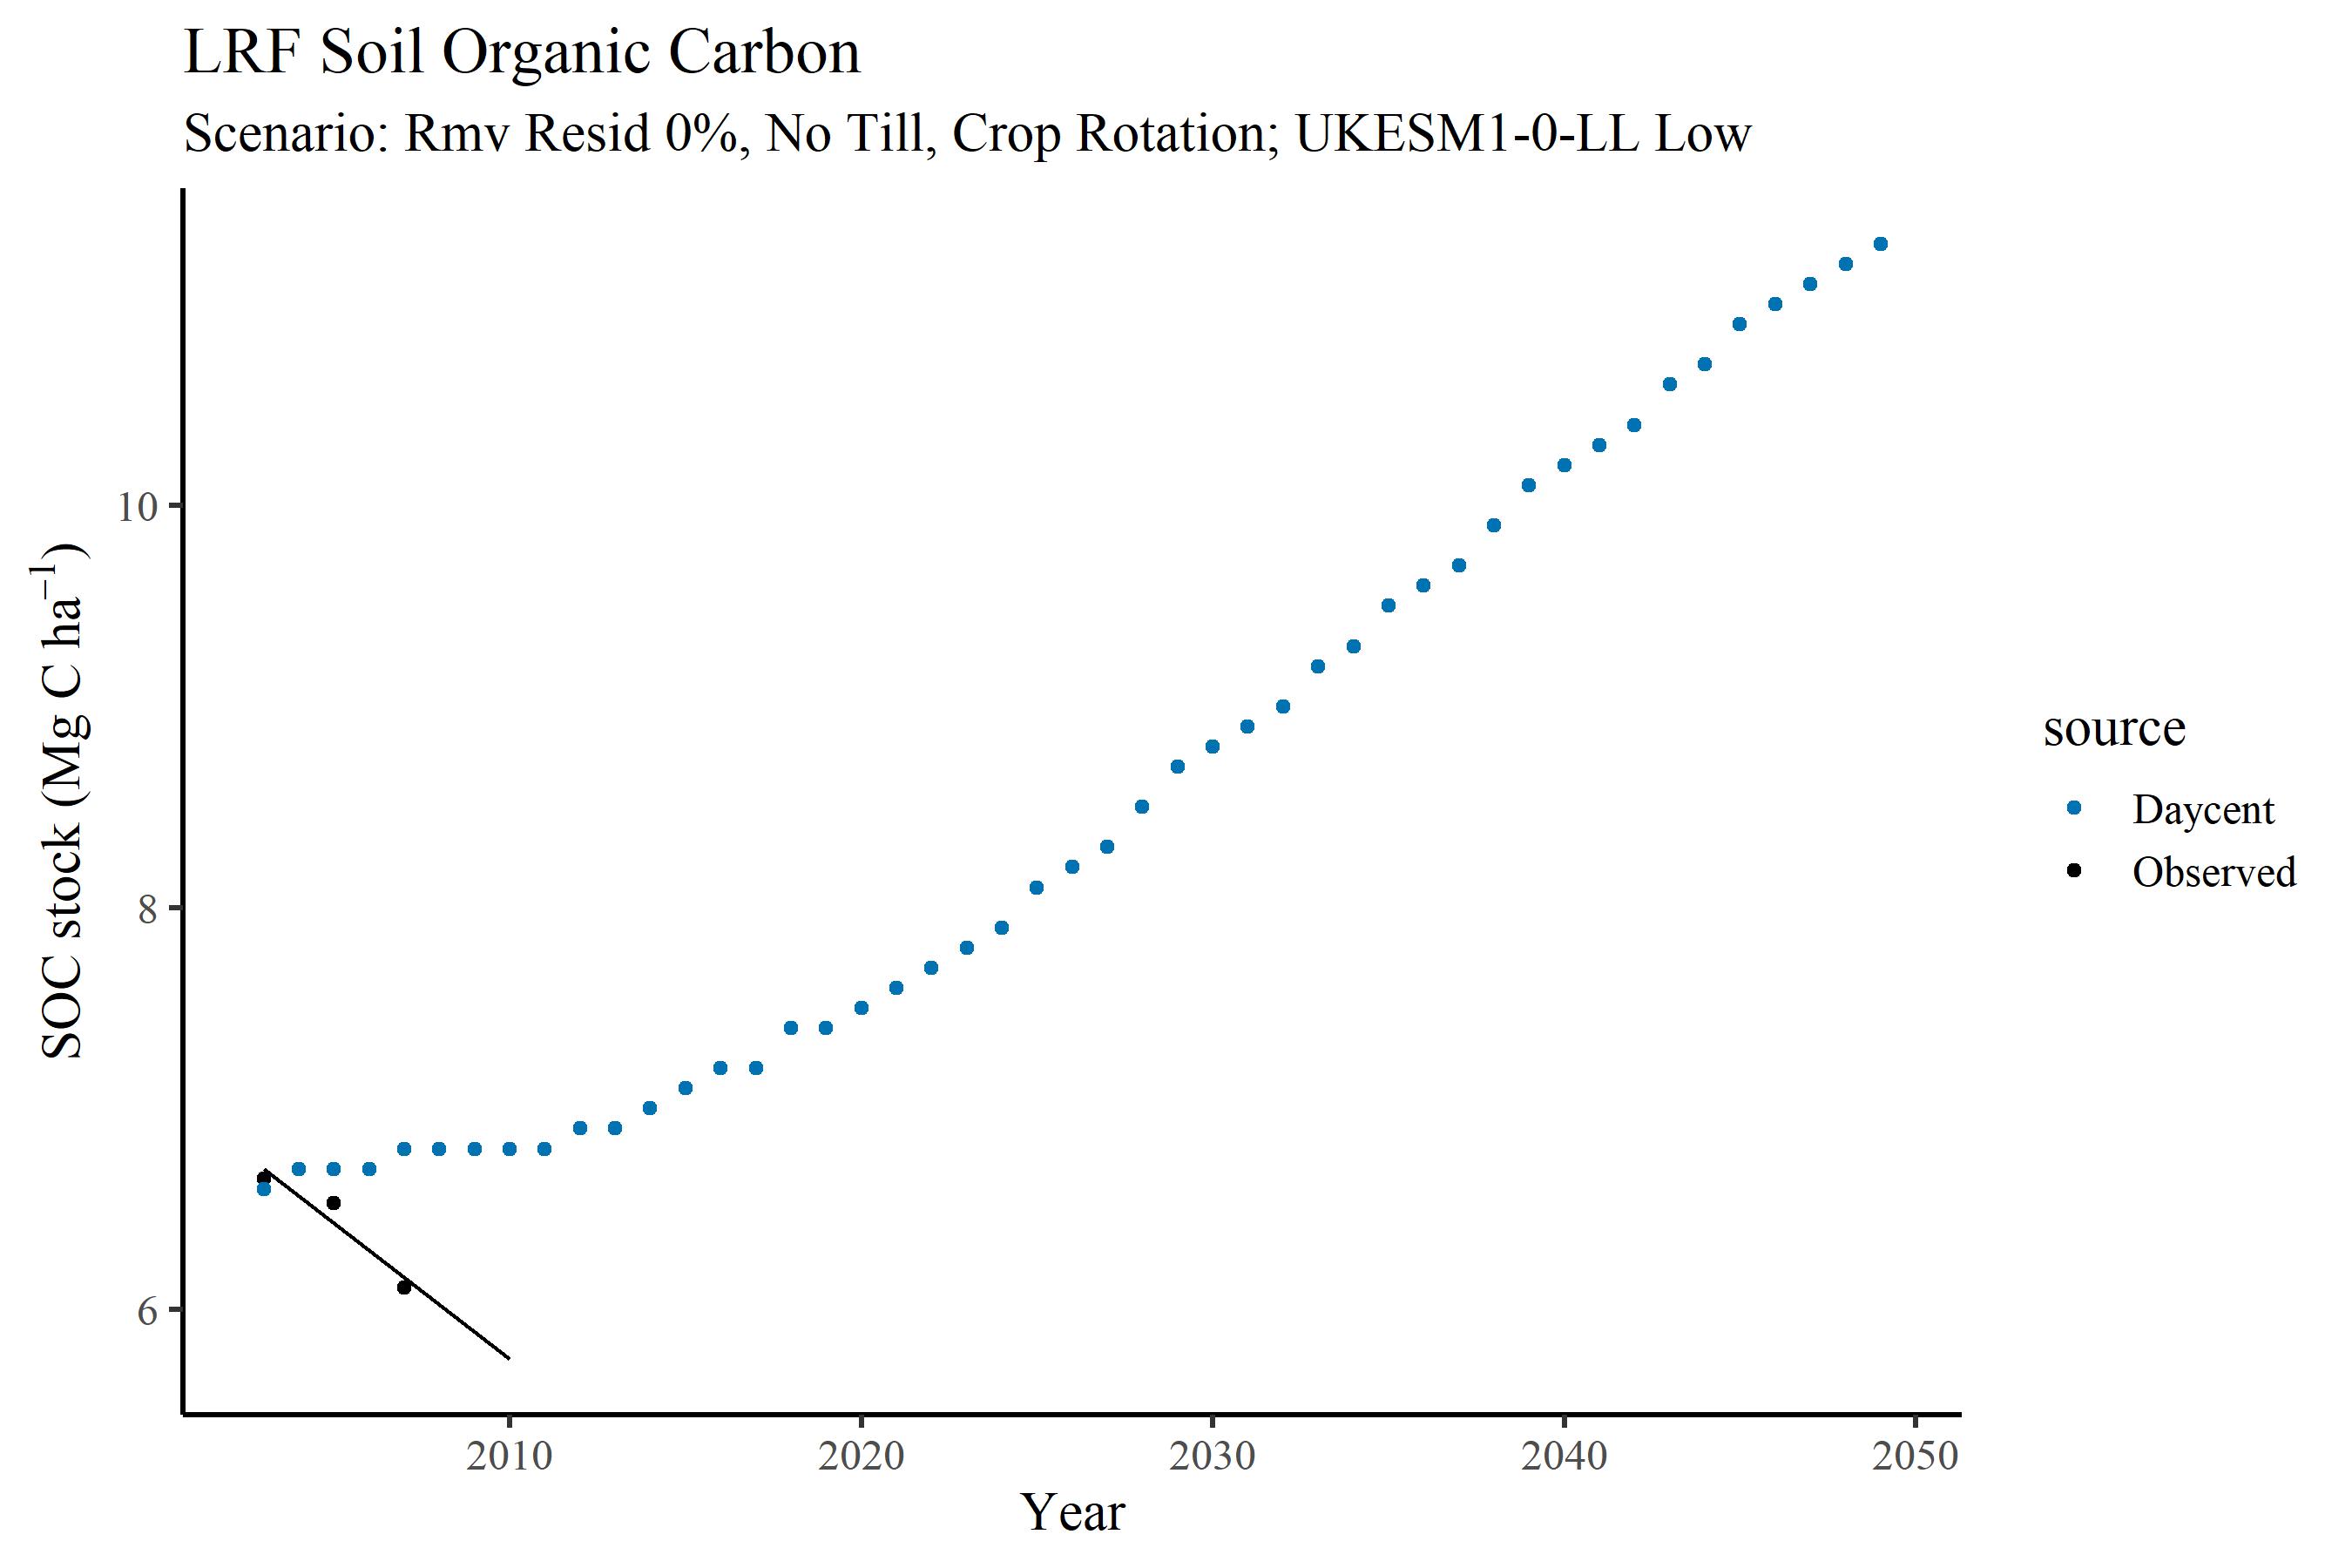 LRF Soil Organic Carbon
Scenario: Rmv Resid 0%, No Till, Crop Rotation; UKESM1-0-LL Low
SOC stock (Mg C ha⁻¹)
10
8
6
2010
2020
2030
2040
2050
Year
source
Daycent
Observed